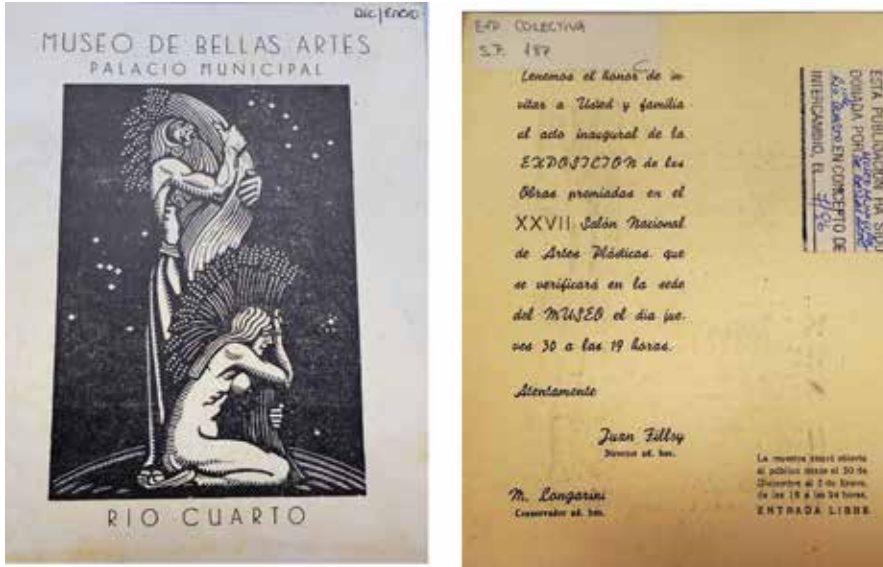 DIC/ENERO
MUSEO DE BELLAS ARTES
PALACIO MUNICIPAL
RIO CUARTO
EXP. COLECTIVA
S.F. 187
Tenemos el honor de in
vitar a Usted y familia
al acto inaugural de la
EXPOSICION de las
Obras premiadas en el
XXVII Salón Nacional
de Artes Plásticas que
se verificará en la sede
del MUSEO el día jue
ves 30 a las 19 horas.
Atentamente
Juan Filloy
Director ad. hon.
M. Longarini
Conservador ad. hon.
ESTA PUBLICACION HA SIDO
DONADA POR
EN CONCEPTO DE
INTERCAMBIO, EL
La muestra estará abierta
al público desde el 30 de
Diciembre al 5 de Enero,
de las 18 a las 24 horas.
ENTRADA LIBRE